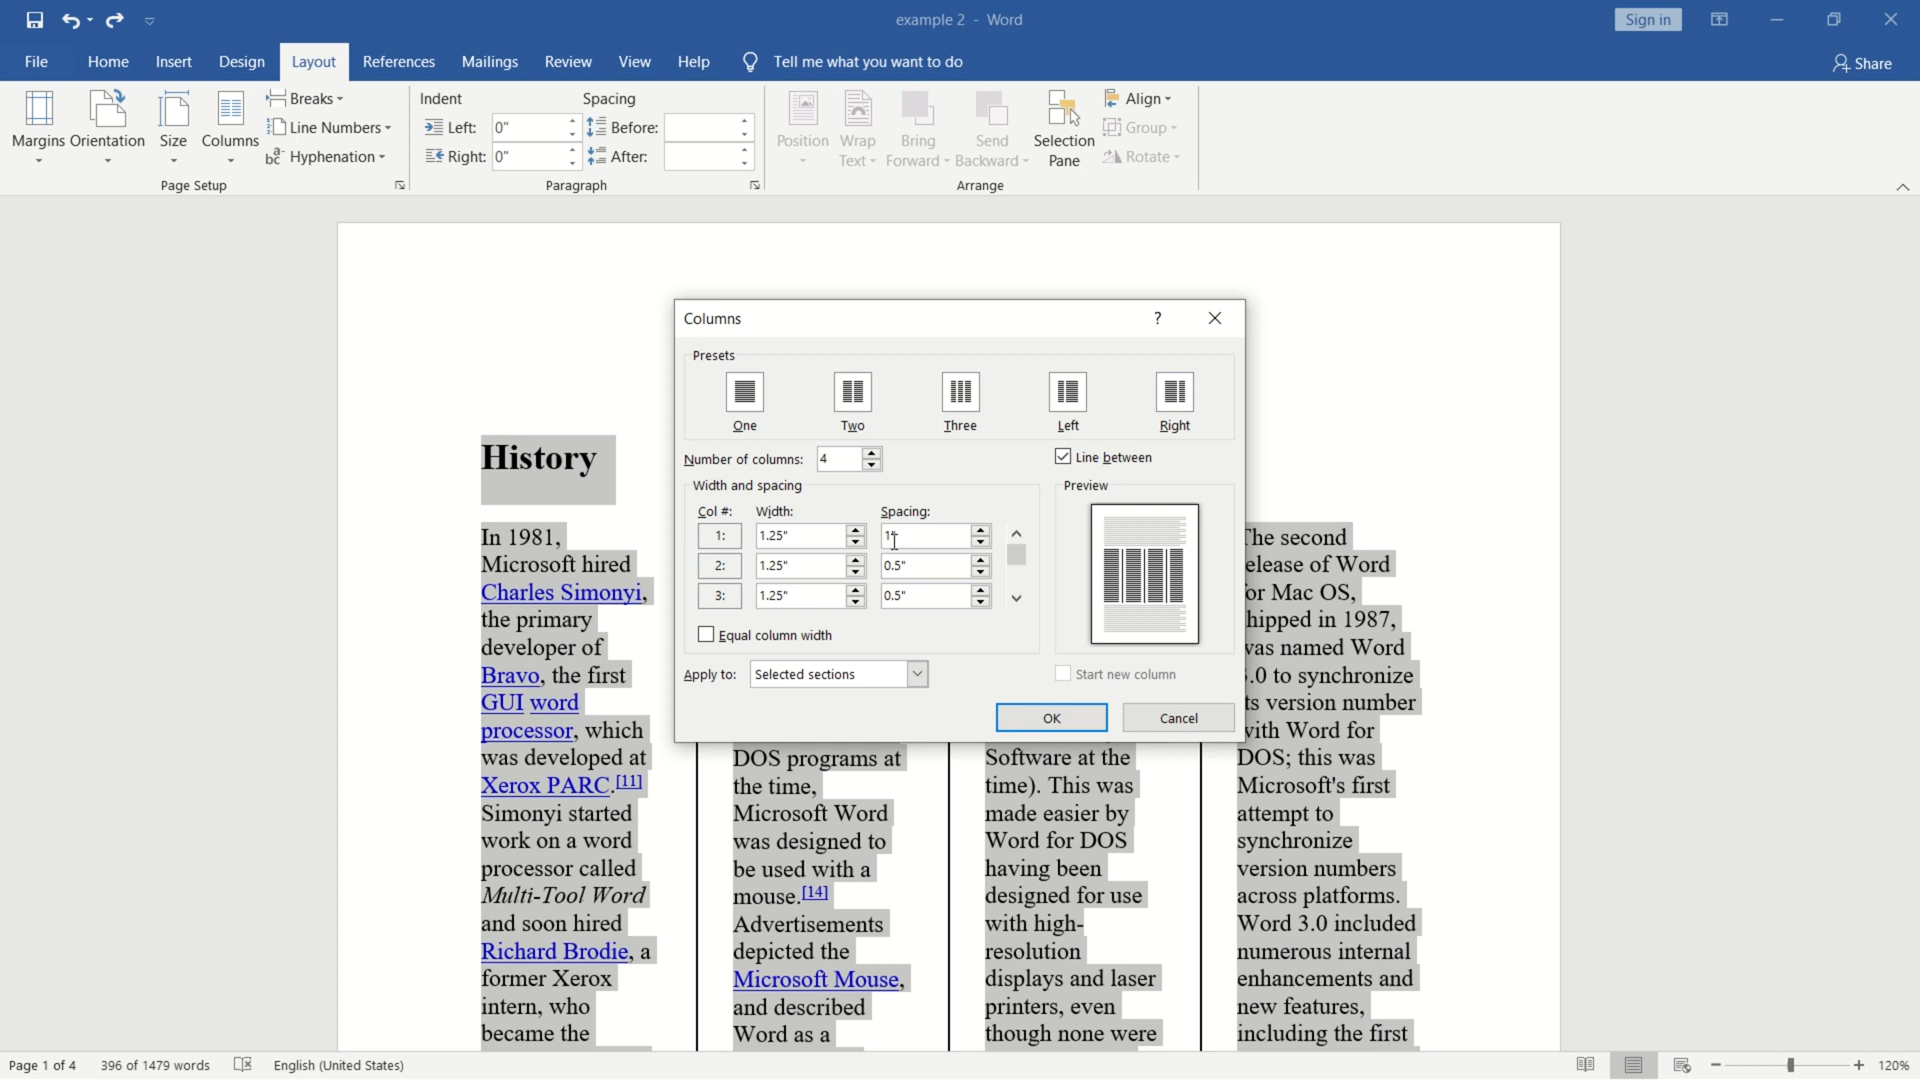 example 2 - Word
Sign in
File Home Insert Design Layout References Mailings Review View Help Tell me what you want to do
Share
Margins Orientation Size Columns
Breaks
Line Numbers
Hyphenation
Page Setup
Indent Spacing
Left: 0" Before:
Right: 0" After:
Paragraph
Position Wrap Text Bring Forward Send Backward Selection Pane
Align
Group
Rotate
Arrange
Columns ?
Presets
One Two Three Left Right
Number of columns: 4 Line between
Width and spacing Preview
Col #: Width: Spacing:
1: 1.25" 1"
2: 1.25" 0.5"
3: 1.25" 0.5"
Equal column width
Apply to: Selected sections Start new column
OK Cancel
History
In 1981,
Microsoft hired
Charles Simonyi,
the primary
developer of
Bravo, the first
GUI word
processor, which
was developed at
Xerox PARC.[11]
Simonyi started
work on a word
processor called
Multi-Tool Word
and soon hired
Richard Brodie, a
former Xerox
intern, who
became the
DOS programs at
the time,
Microsoft Word
was designed to
be used with a
mouse.[14]
Advertisements
depicted the
Microsoft Mouse,
and described
Word as a
Software at the
time). This was
made easier by
Word for DOS
having been
designed for use
with high-
resolution
displays and laser
printers, even
though none were
The second
elease of Word
or Mac OS,
hipped in 1987,
was named Word
.0 to synchronize
ts version number
with Word for
DOS; this was
Microsoft's first
attempt to
synchronize
version numbers
across platforms.
Word 3.0 included
numerous internal
enhancements and
new features,
including the first
Page 1 of 4 396 of 1479 words English (United States) 120%